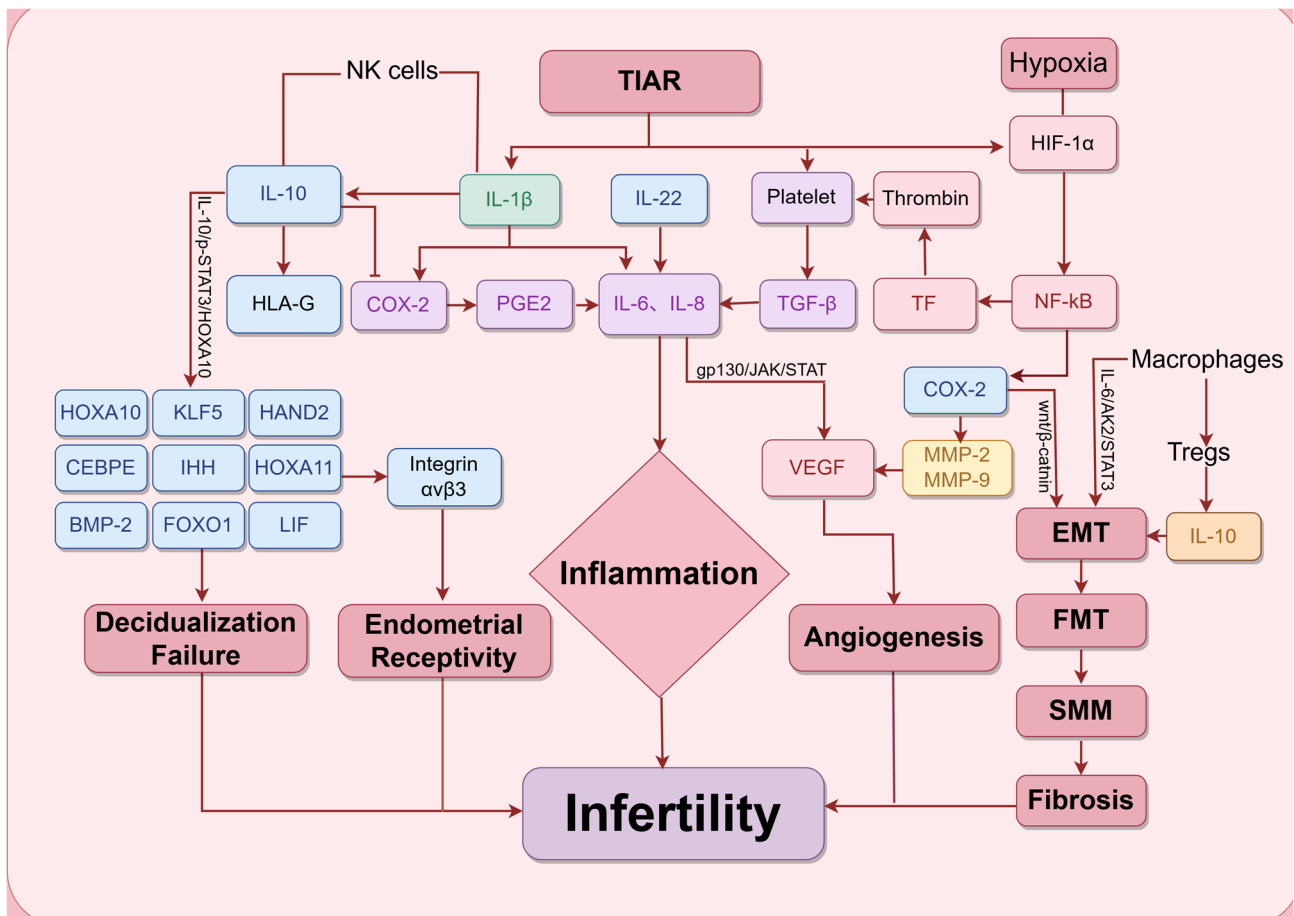 NK cells
TIAR
Hypoxia
HIF-1α
IL-10
IL-1β
IL-22
Platelet
Thrombin
IL-10/p-STAT3/HOXA10
HLA-G
COX-2
PGE2
IL-6、IL-8
TGF-β
TF
NF-kB
gp130/JAK/STAT
Macrophages
COX-2
wnt/β-catnin
IL-6/AK2/STAT3
HOXA10
KLF5
HAND2
CEBPE
IHH
HOXA11
Integrin
αvβ3
VEGF
MMP-2
MMP-9
Tregs
BMP-2
FOXO1
LIF
EMT
IL-10
Inflammation
Decidualization
Failure
Endometrial
Receptivity
Angiogenesis
FMT
SMM
Infertility
Fibrosis